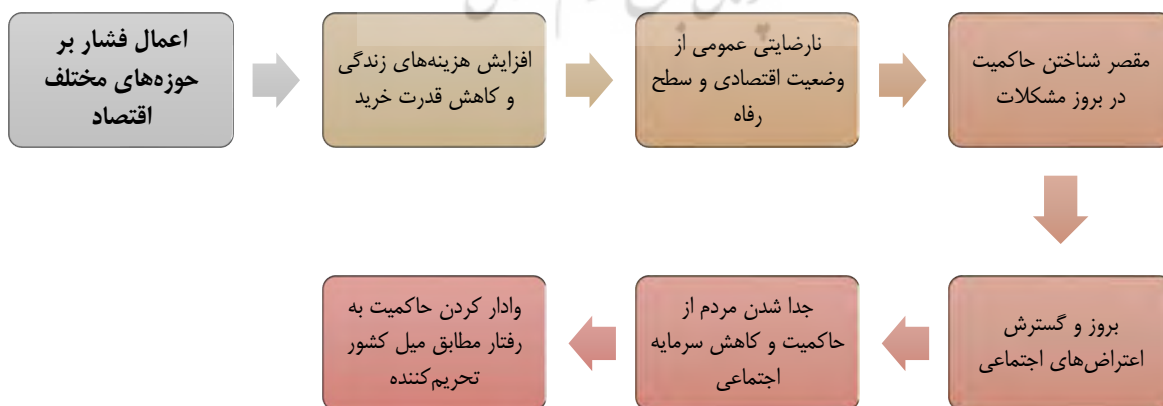 اعمال فشار بر
حوزه‌های مختلف
اقتصاد
افزایش هزینه‌های زندگی
و کاهش قدرت خرید
نارضایتی عمومی از
وضعیت اقتصادی و سطح
رفاه
مقصر شناختن حاکمیت
در بروز مشکلات
بروز و گسترش
اعتراض‌های اجتماعی
جدا شدن مردم از
حاکمیت و کاهش سرمایه
اجتماعی
وادار کردن حاکمیت به
رفتار مطابق میل کشور
تحریم‌کننده